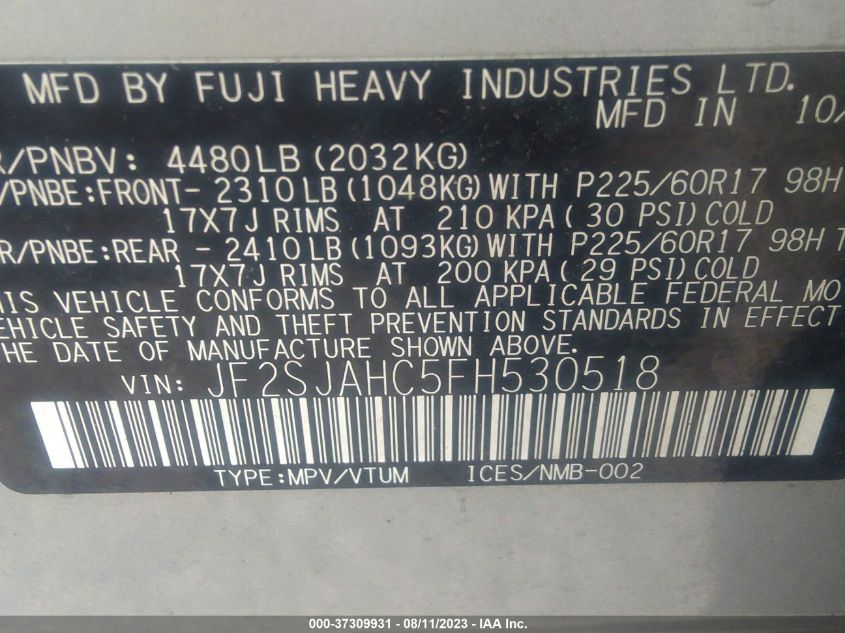 MFD BY FUJI HEAVY INDUSTRIES LTD.
MFD IN 10/
R/PNBV: 4480LB (2032KG)
/PNBE:FRONT- 2310 LB (1048KG) WITH P225/60R17 98H
17X7J RIMS AT 210 KPA ( 30 PSI) COLD
R/PNBE:REAR - 2410 LB (1093KG) WITH P225/60R17 98H T
17X7J RIMS AT 200 KPA ( 29 PSI) COLD
HIS VEHICLE CONFORMS TO ALL APPLICABLE FEDERAL MO
EHICLE SAFETY AND THEFT PREVENTION STANDARDS IN EFFECT
HE DATE OF MANUFACTURE SHOWN ABOVE.
VIN: JF2SJAHC5FH530518
TYPE:MPV/VTUM ICES/NMB-002
000-37309931 - 08/11/2023 - IAA Inc.